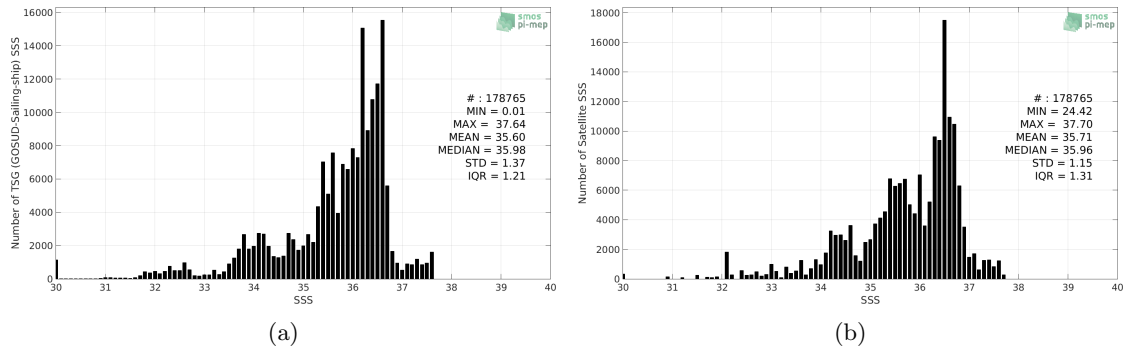 16000
14000
12000
10000
8000
6000
4000
2000
0
Number of TSG (GOSUD-Sailing-ship) SSS
30 31 32 33 34 35 36 37 38 39 40
SSS
smos
pi-mep
# : 178765
MIN = 0.01
MAX = 37.64
MEAN = 35.60
MEDIAN = 35.98
STD = 1.37
IQR = 1.21
(a)
18000
16000
14000
12000
10000
8000
6000
4000
2000
0
Number of Satellite SSS
30 31 32 33 34 35 36 37 38 39 40
SSS
smos
pi-mep
# : 178765
MIN = 24.42
MAX = 37.70
MEAN = 35.71
MEDIAN = 35.96
STD = 1.15
IQR = 1.31
(b)